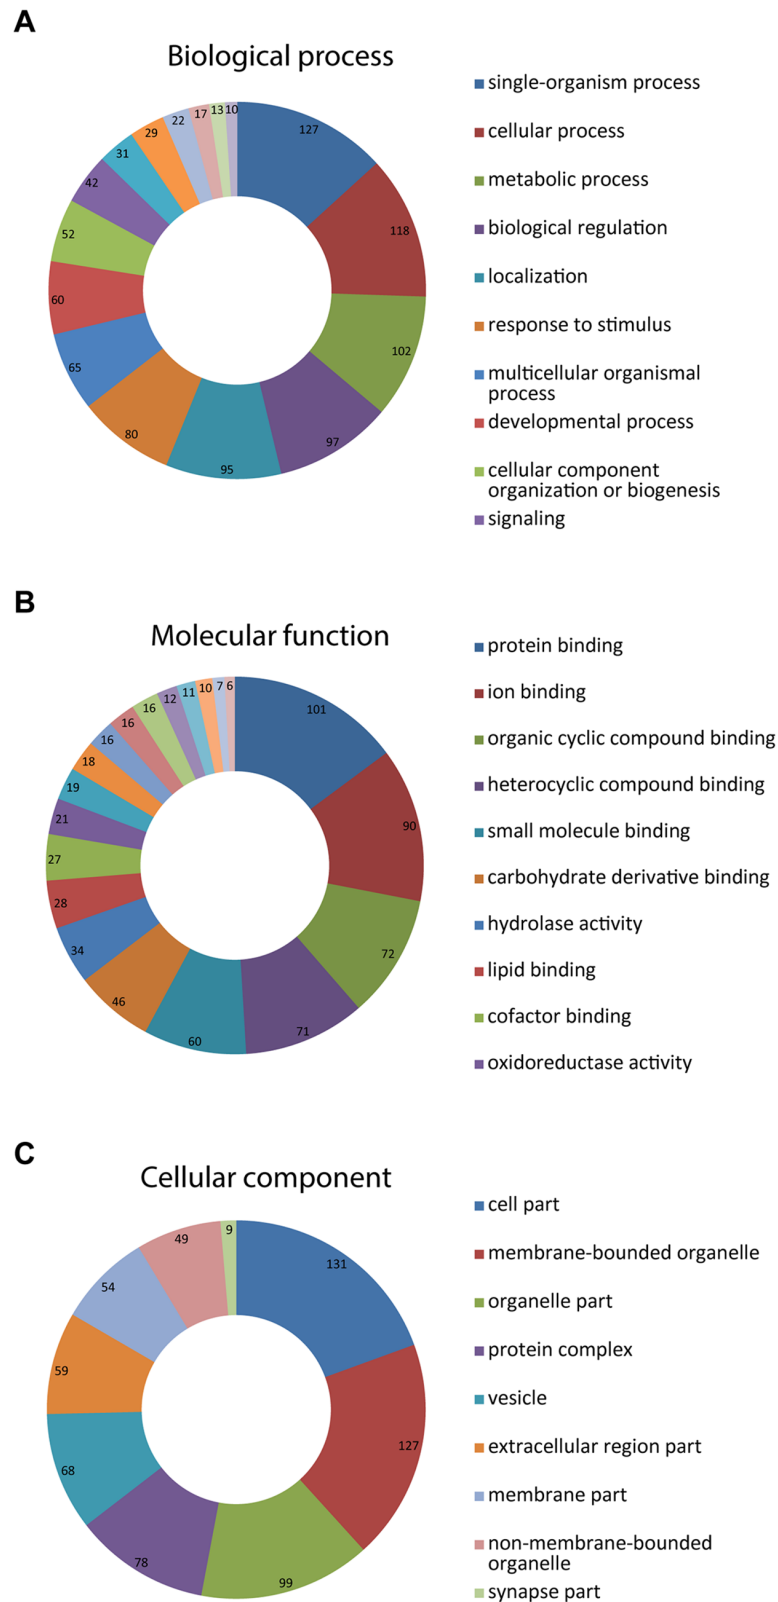 A
Biological process
127
118
102
97
95
80
65
60
52
42
31
29
22
17
13
10
single-organism process
cellular process
metabolic process
biological regulation
localization
response to stimulus
multicellular organismal
process
developmental process
cellular component
organization or biogenesis
signaling
B
Molecular function
101
90
72
71
60
46
34
28
27
21
19
18
16
16
16
12
11
10
7
6
protein binding
ion binding
organic cyclic compound binding
heterocyclic compound binding
small molecule binding
carbohydrate derivative binding
hydrolase activity
lipid binding
cofactor binding
oxidoreductase activity
C
Cellular component
131
127
99
78
68
59
54
49
9
cell part
membrane-bounded organelle
organelle part
protein complex
vesicle
extracellular region part
membrane part
non-membrane-bounded
organelle
synapse part